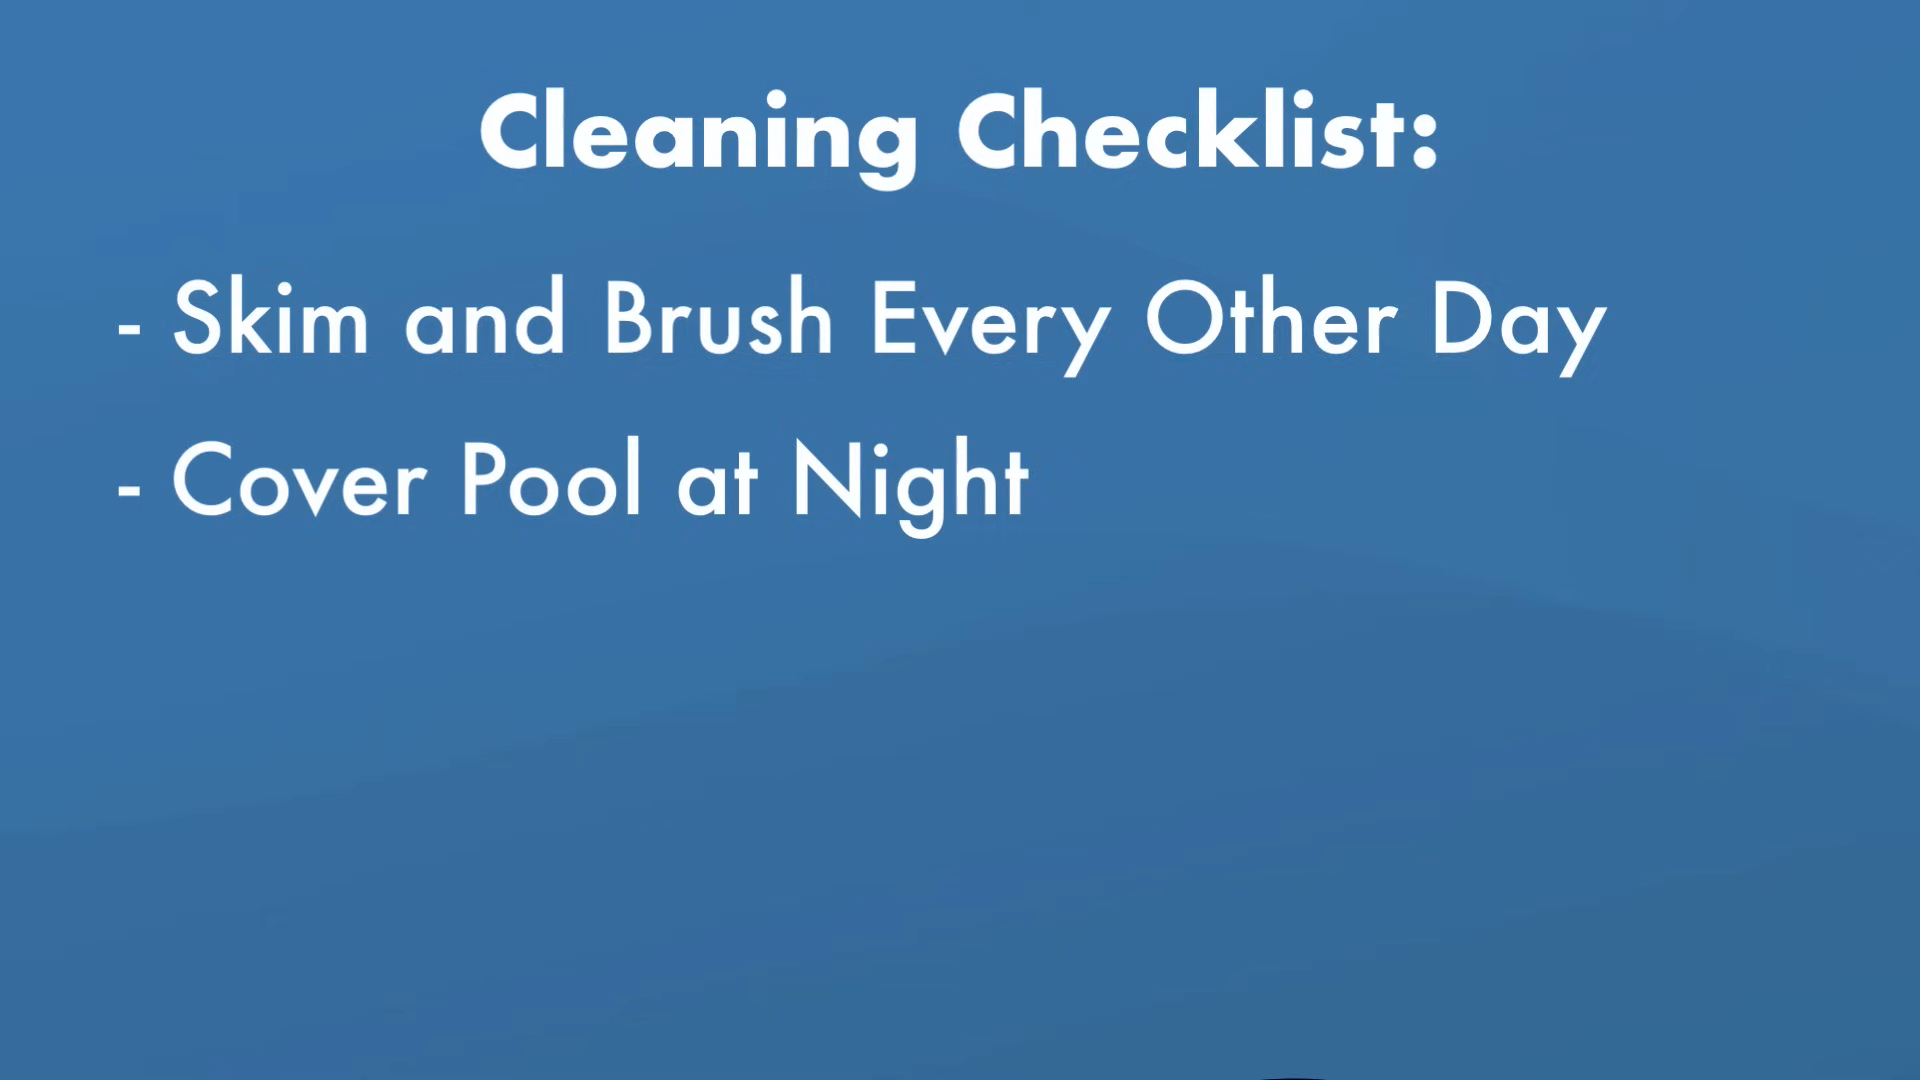 Cleaning Checklist:
- Skim and Brush Every Other Day
- Cover Pool at Night